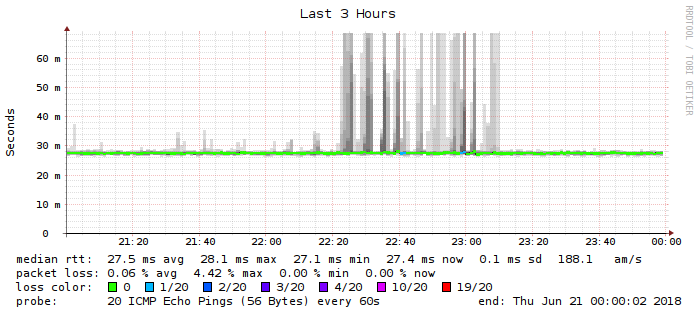 Last 3 Hours
RRDTOOL / TOBI OETIKER
Seconds
60 m
50 m
40 m
30 m
20 m
10 m
0
21:20 21:40 22:00 22:20 22:40 23:00 23:20 23:40 00:00
median rtt: 27.5 ms avg 28.1 ms max 27.1 ms min 27.4 ms now 0.1 ms sd 188.1 am/s
packet loss: 0.06 % avg 4.42 % max 0.00 % min 0.00 % now
loss color: 0 1/20 2/20 3/20 4/20 10/20 19/20
probe: 20 ICMP Echo Pings (56 Bytes) every 60s end: Thu Jun 21 00:00:02 2018